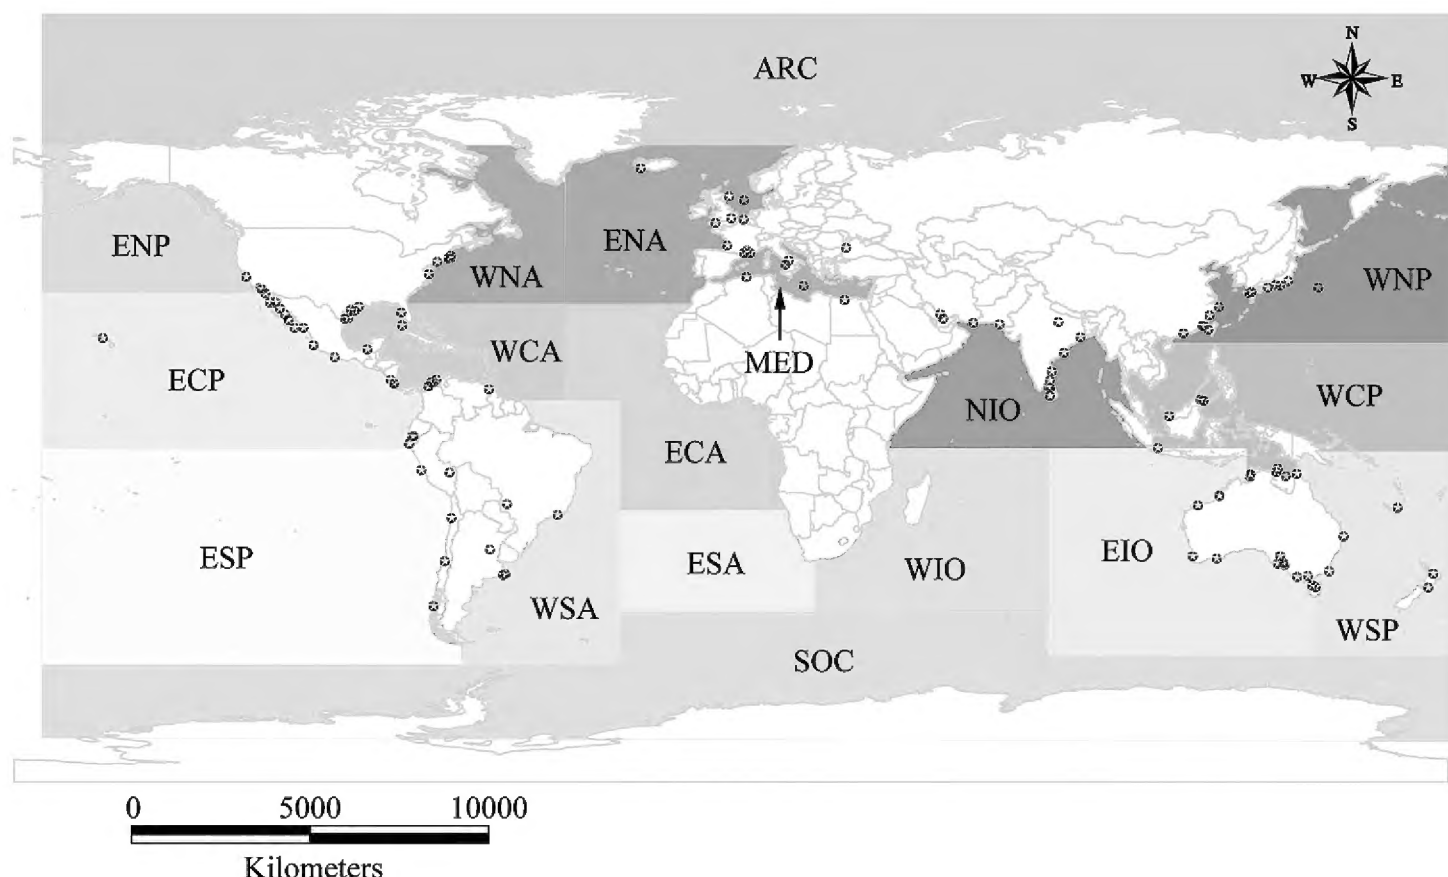 N
ARC
W E
S
ENP
ENA
WNA
WNP
WCA
MED
ECP
WCP
NIO
ECA
ESP
ESA
EIO
WIO
WSA
WSP
SOC
0 5000 10000
Kilometers